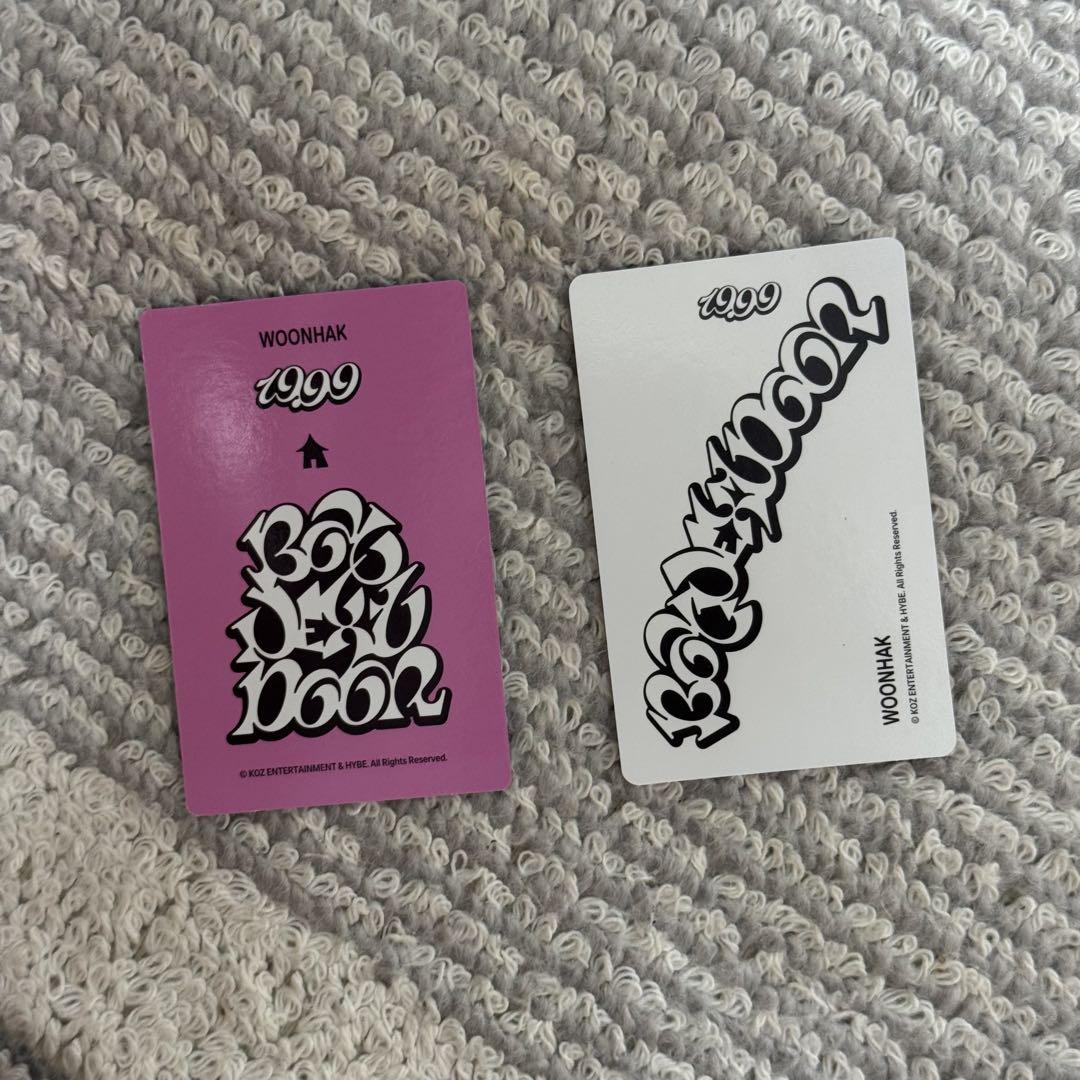 WOONHAK
19.99
BOY
NEXT
DOOR
© KOZ ENTERTAINMENT & HYBE. All Rights Reserved.
19.99
BOYNEXTDOOR
WOONHAK
© KOZ ENTERTAINMENT & HYBE. All Rights Reserved.